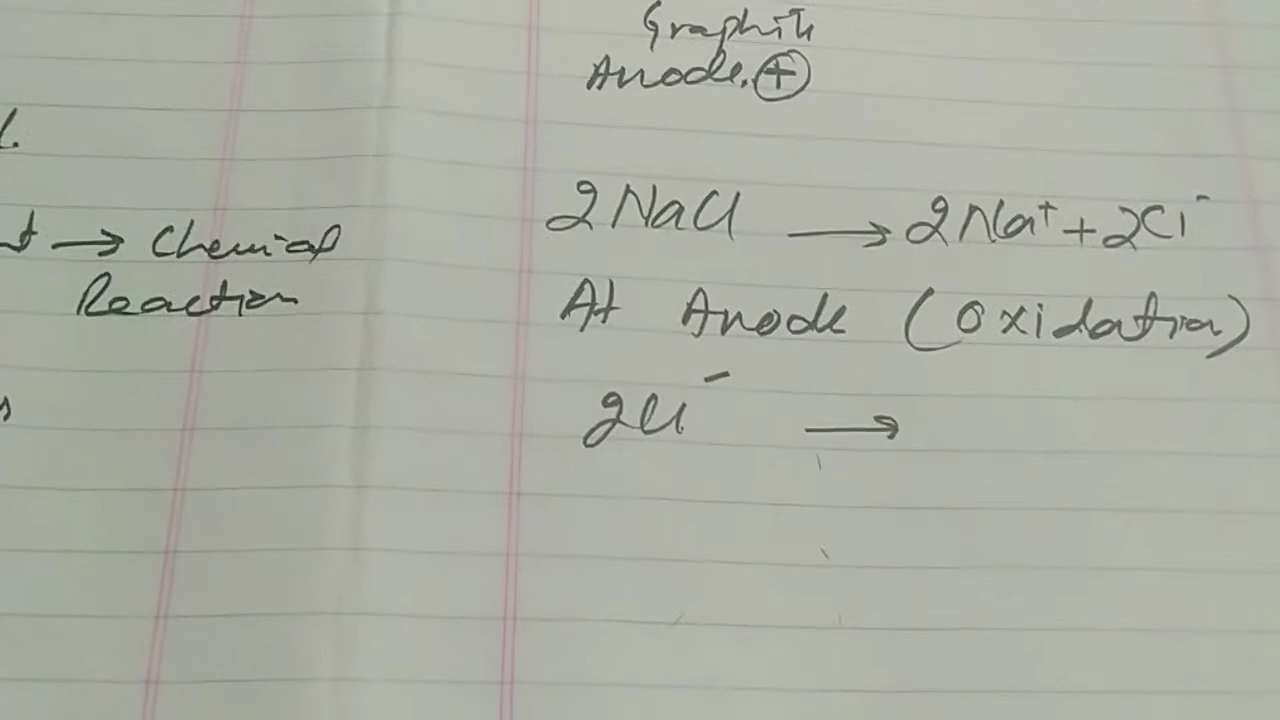 Graphite
Anode. +
→ Chemical
Reaction
2NaCl → 2Na⁺ + 2Cl⁻
At Anode (Oxidation)
2Cl⁻ →